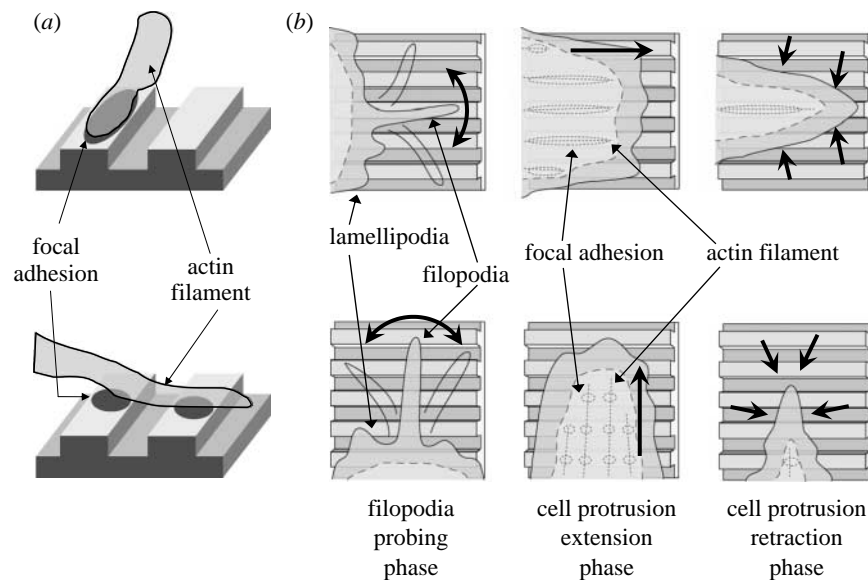 (a)
(b)
focal
adhesion
actin
filament
lamellipodia
filopodia
focal adhesion
actin filament
filopodia
probing
phase
cell protrusion
extension
phase
cell protrusion
retraction
phase